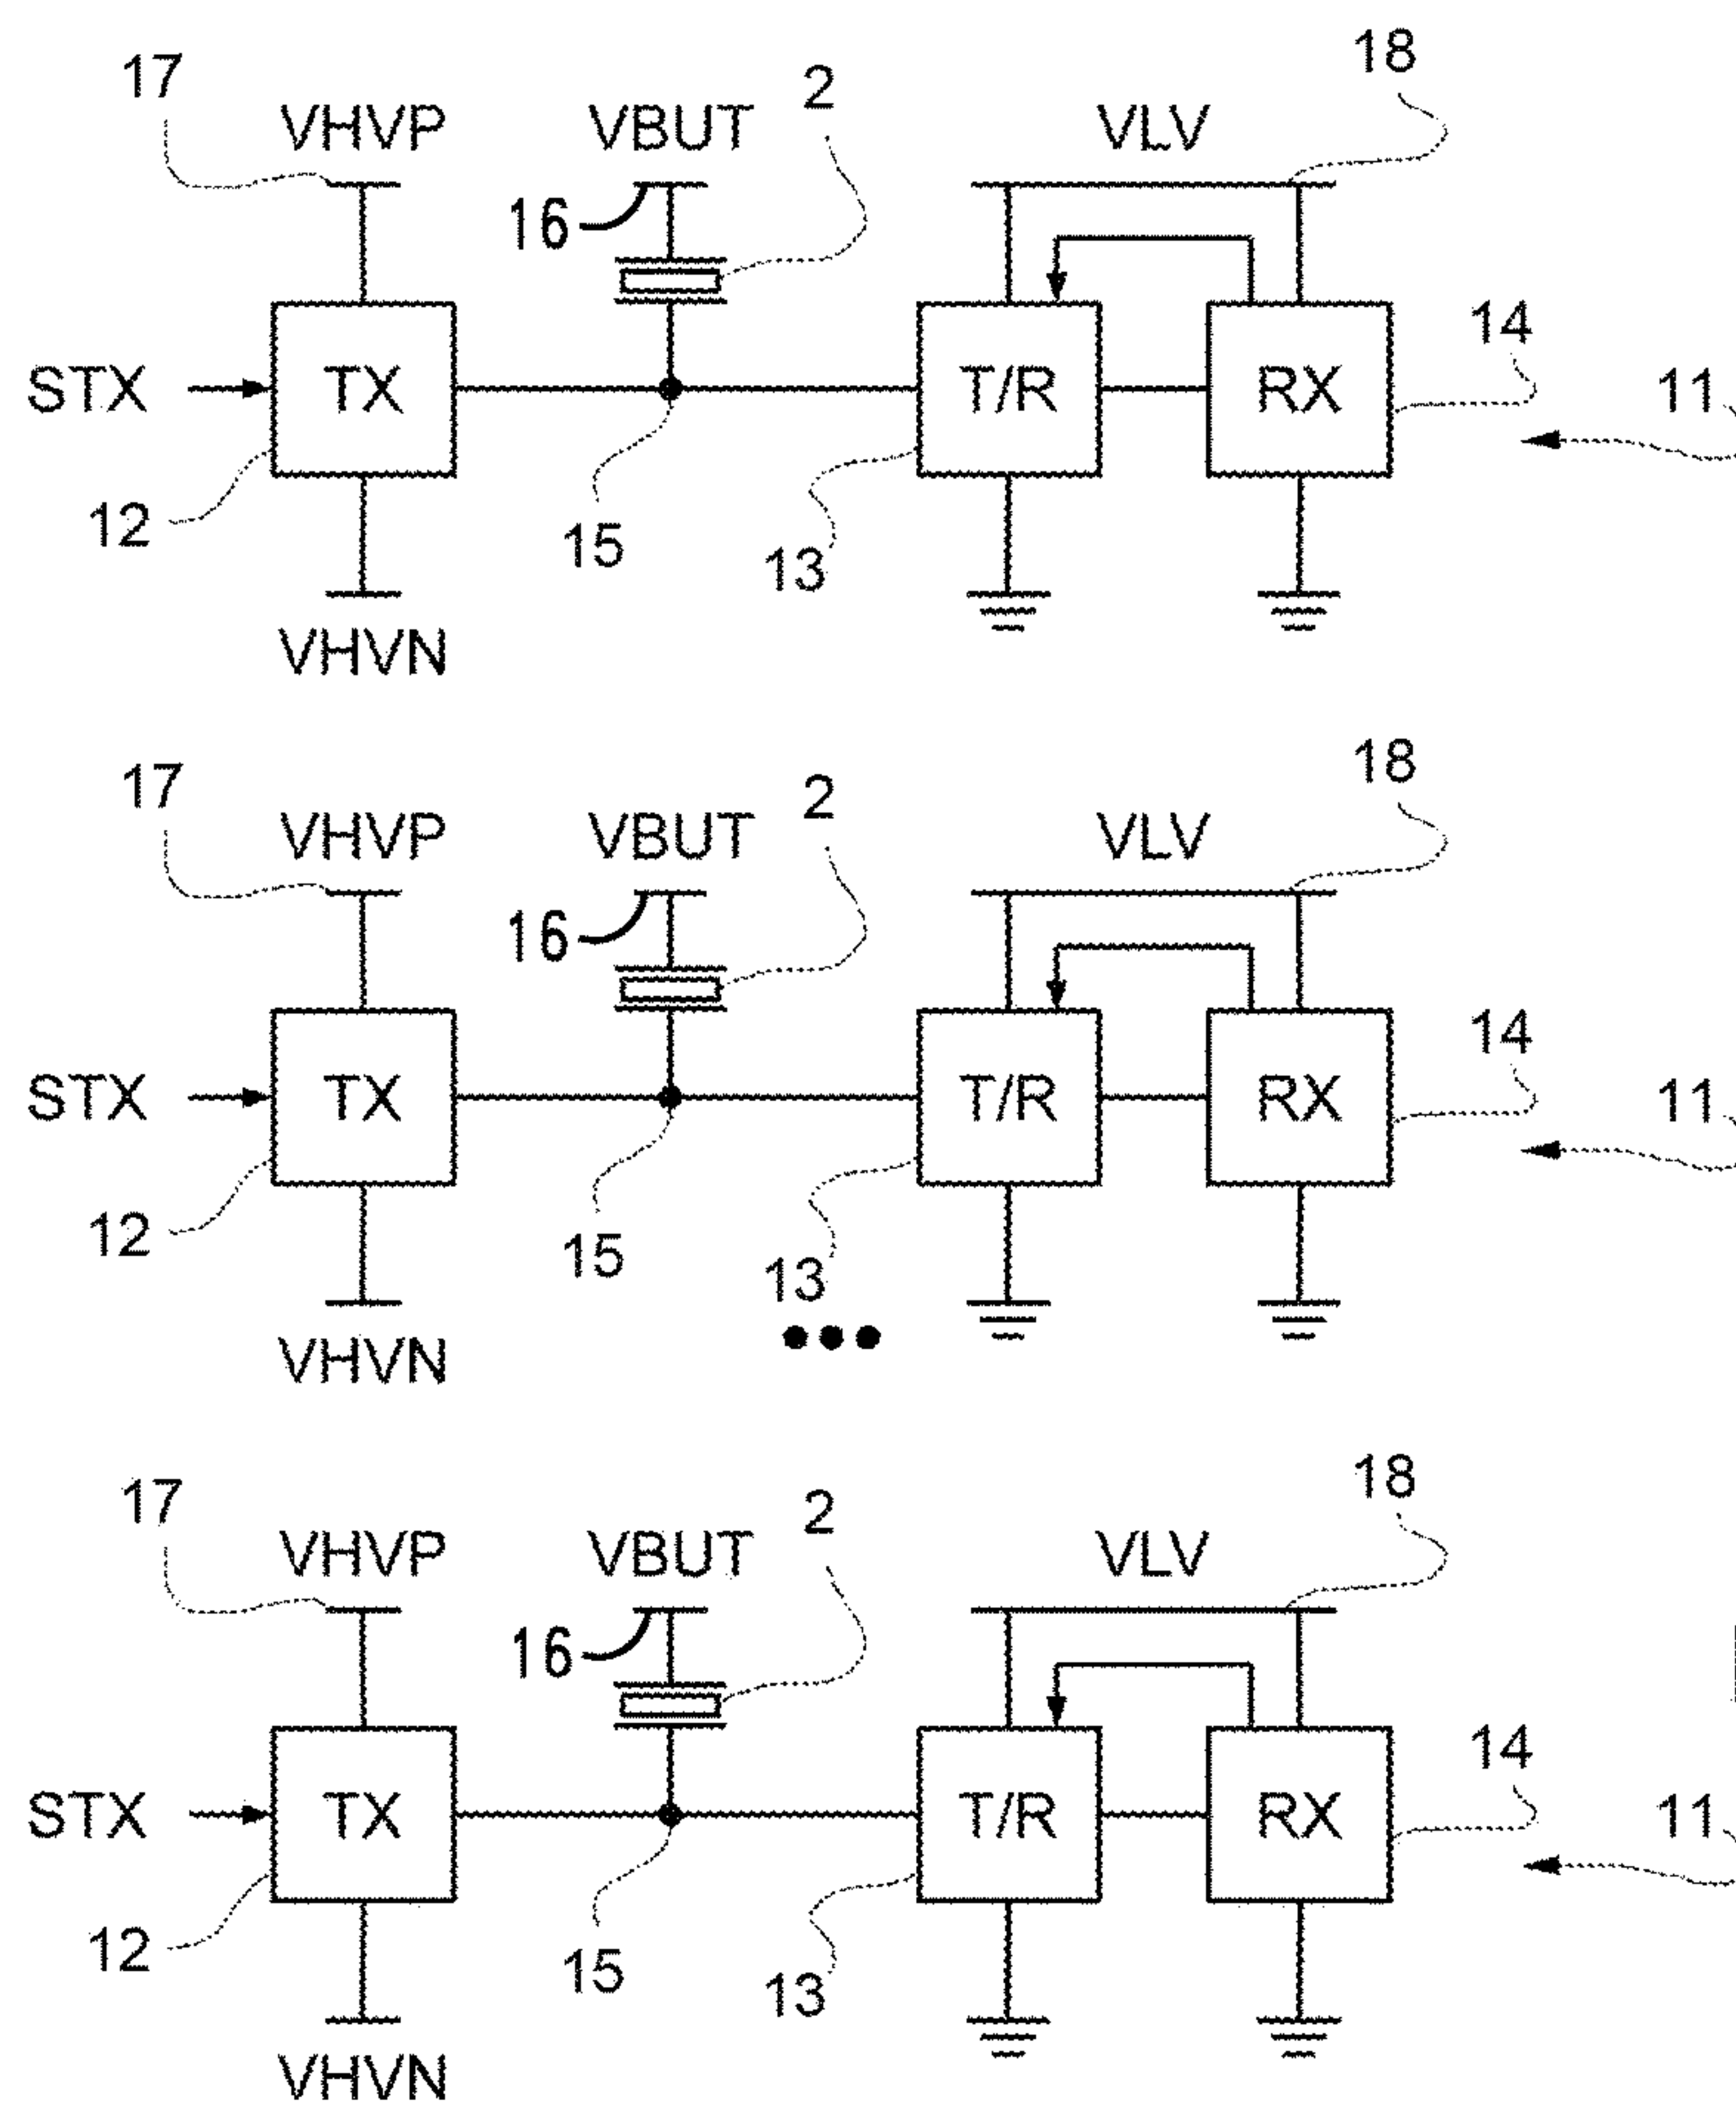 17 VHVP VBUT 2 VLV 18
16
STX TX T/R RX 14 11
12 15 13
VHVN
17 VHVP VBUT 2 VLV 18
16
STX TX T/R RX 14 11
12 15 13
VHVN
17 VHVP VBUT 2 VLV 18
16
STX TX T/R RX 14 11
12 15 13
VHVN